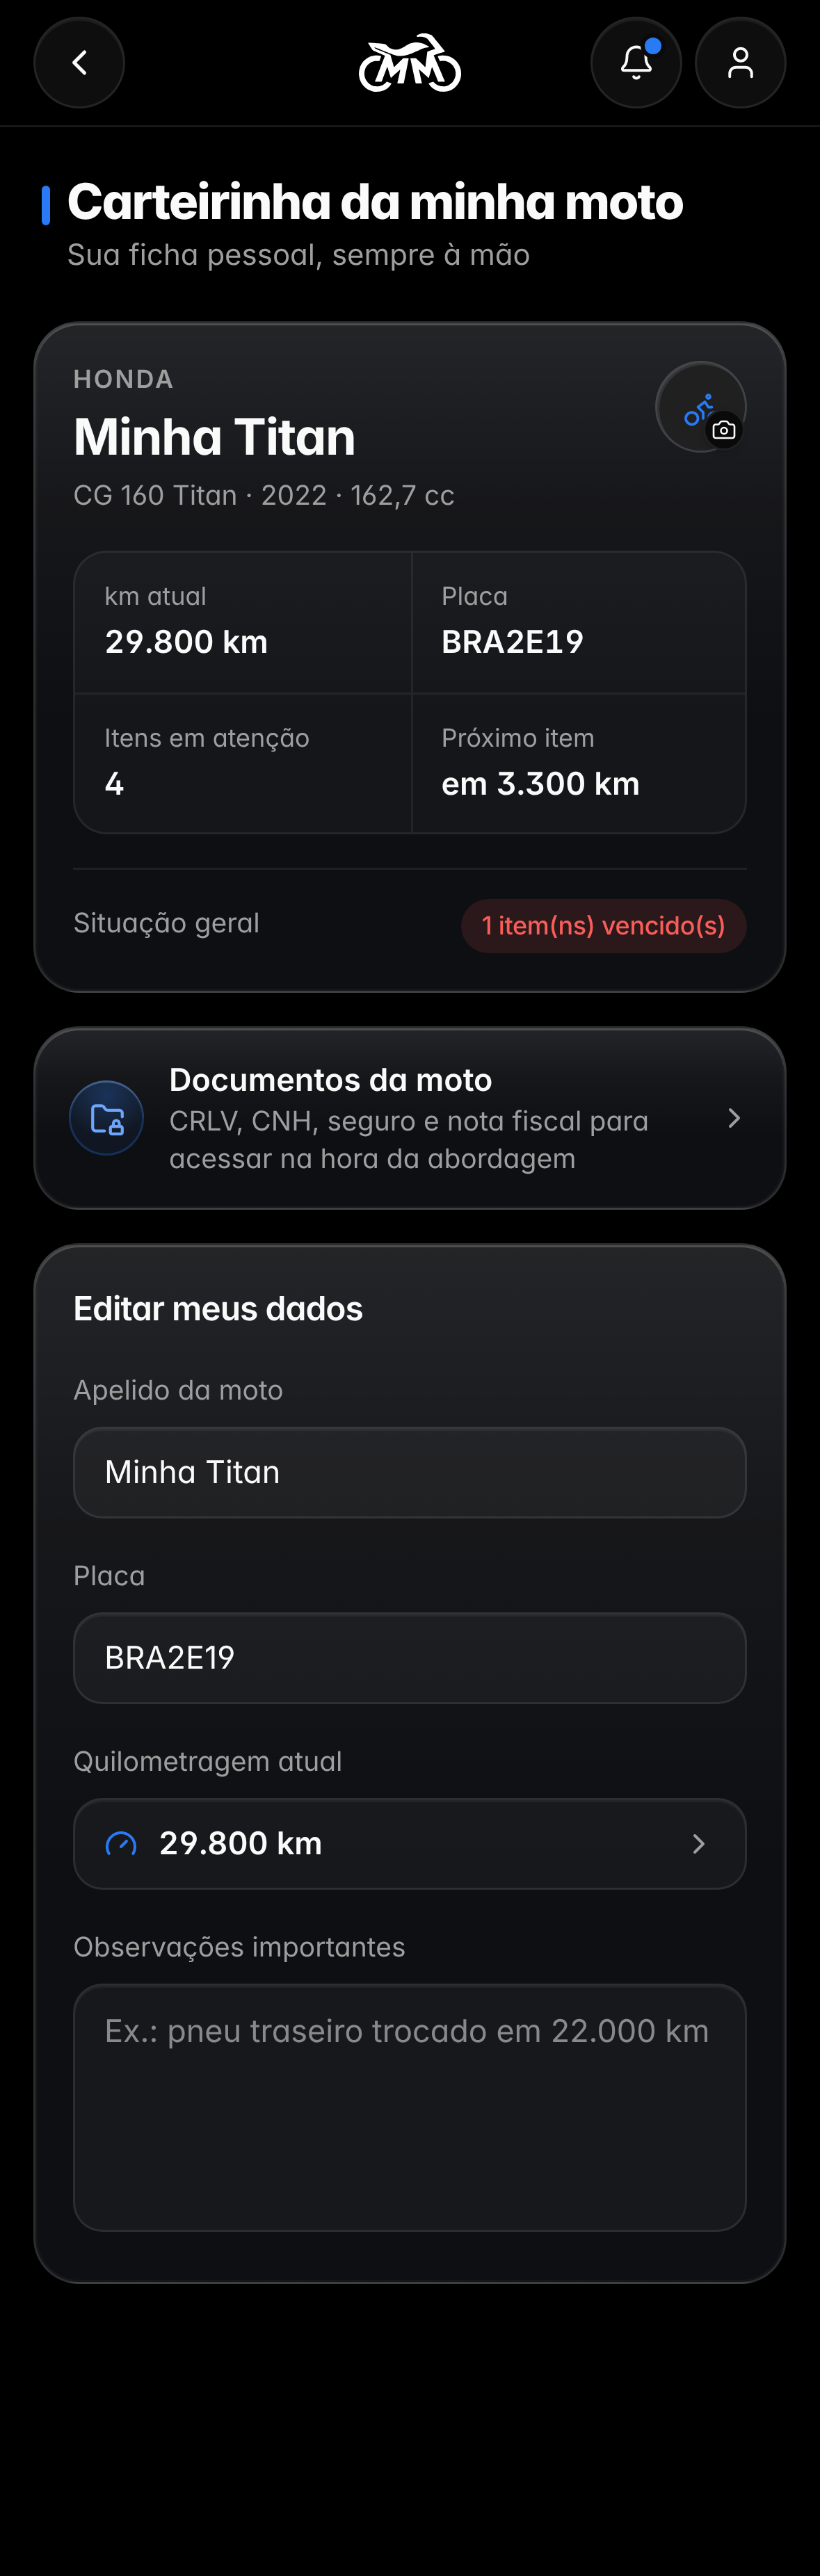 MM
Carteirinha da minha moto
Sua ficha pessoal, sempre à mão
HONDA
Minha Titan
CG 160 Titan · 2022 · 162,7 cc
km atual
29.800 km
Placa
BRA2E19
Itens em atenção
4
Próximo item
em 3.300 km
Situação geral
1 item(ns) vencido(s)
Documentos da moto
CRLV, CNH, seguro e nota fiscal para
acessar na hora da abordagem
Editar meus dados
Apelido da moto
Minha Titan
Placa
BRA2E19
Quilometragem atual
29.800 km
Observações importantes
Ex.: pneu traseiro trocado em 22.000 km